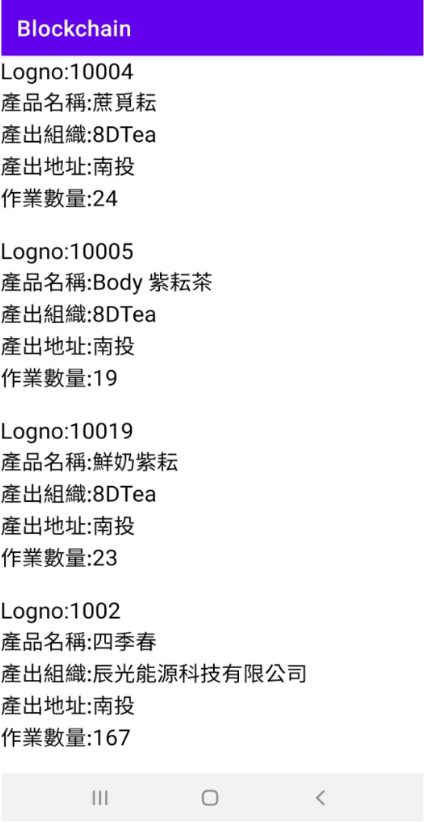 Blockchain
Logno:10004
產品名稱:蔗覓耘
產出組織:8DTea
產出地址:南投
作業數量:24
Logno:10005
產品名稱:Body 紫耘茶
產出組織:8DTea
產出地址:南投
作業數量:19
Logno:10019
產品名稱:鮮奶紫耘
產出組織:8DTea
產出地址:南投
作業數量:23
Logno:1002
產品名稱:四季春
產出組織:辰光能源科技有限公司
產出地址:南投
作業數量:167